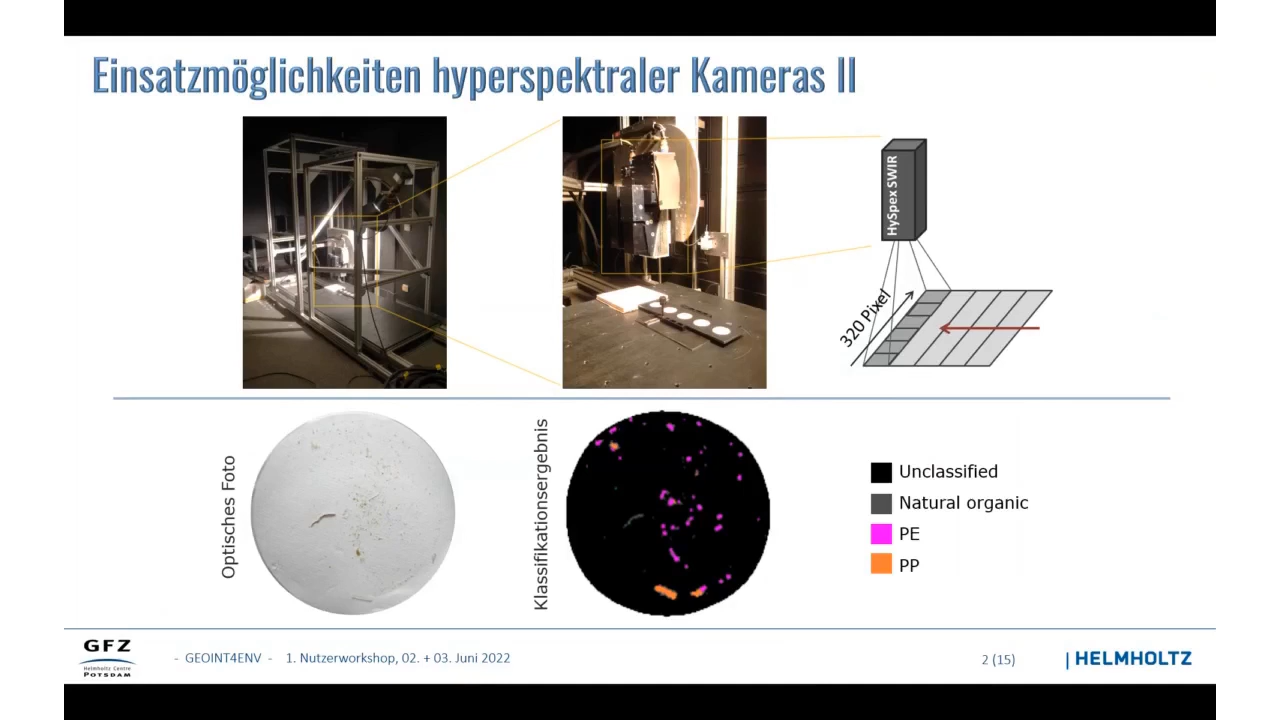 Einsatzmöglichkeiten hyperspektraler Kameras II
HySpex SWIR
320 Pixel
Optisches Foto
Klassifikationsergebnis
Unclassified
Natural organic
PE
PP
GFZ
Helmholtz Centre
POTSDAM
- GEOINT4ENV - 1. Nutzerworkshop, 02. + 03. Juni 2022
2 (15)
HELMHOLTZ